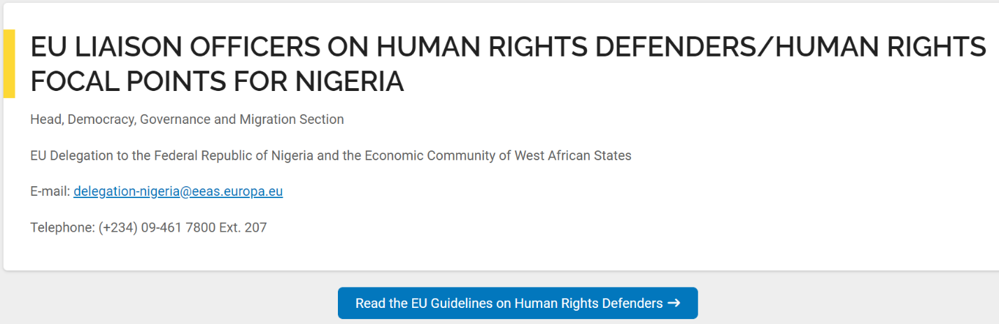 EU LIAISON OFFICERS ON HUMAN RIGHTS DEFENDERS/HUMAN RIGHTS
FOCAL POINTS FOR NIGERIA
Head, Democracy, Governance and Migration Section
EU Delegation to the Federal Republic of Nigeria and the Economic Community of West African States
E-mail: delegation-nigeria@eeas.europa.eu
Telephone: (+234) 09-461 7800 Ext. 207
Read the EU Guidelines on Human Rights Defenders →